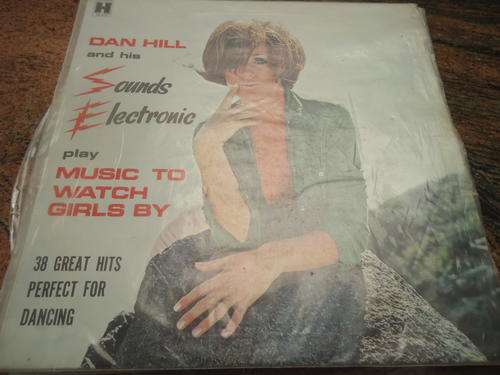 H
DAN HILL
and his
Sounds
Electronic
play
MUSIC TO
WATCH
GIRLS BY
38 GREAT HITS
PERFECT FOR
DANCING